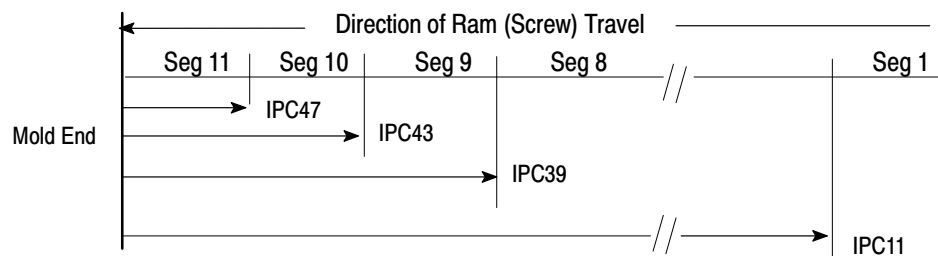 Direction of Ram (Screw) Travel
Seg 11 Seg 10 Seg 9 Seg 8 Seg 1
IPC47
Mold End
IPC43
IPC39
IPC11